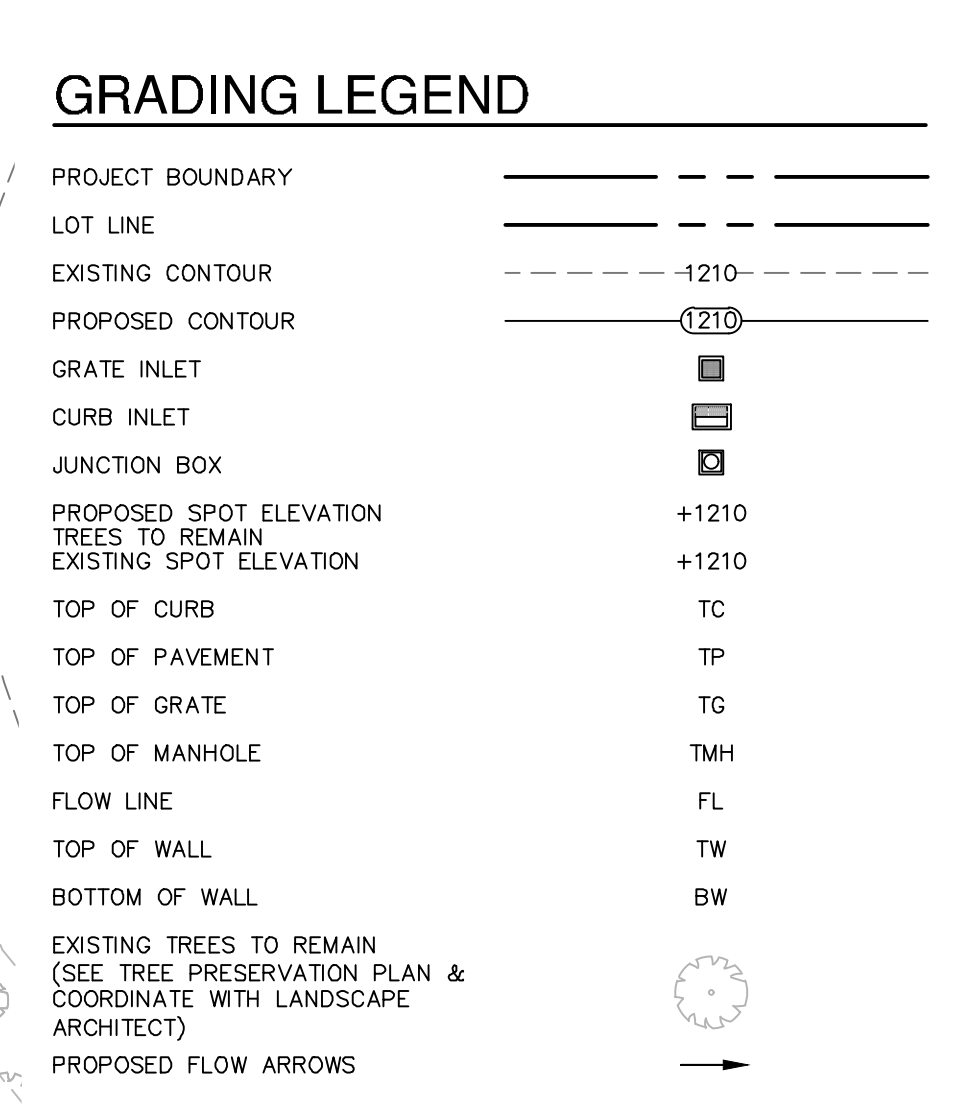 GRADING LEGEND
PROJECT BOUNDARY
LOT LINE
EXISTING CONTOUR 1210
PROPOSED CONTOUR 1210
GRATE INLET
CURB INLET
JUNCTION BOX
PROPOSED SPOT ELEVATION +1210
TREES TO REMAIN
EXISTING SPOT ELEVATION +1210
TOP OF CURB TC
TOP OF PAVEMENT TP
TOP OF GRATE TG
TOP OF MANHOLE TMH
FLOW LINE FL
TOP OF WALL TW
BOTTOM OF WALL BW
EXISTING TREES TO REMAIN
(SEE TREE PRESERVATION PLAN &
COORDINATE WITH LANDSCAPE
ARCHITECT)
PROPOSED FLOW ARROWS